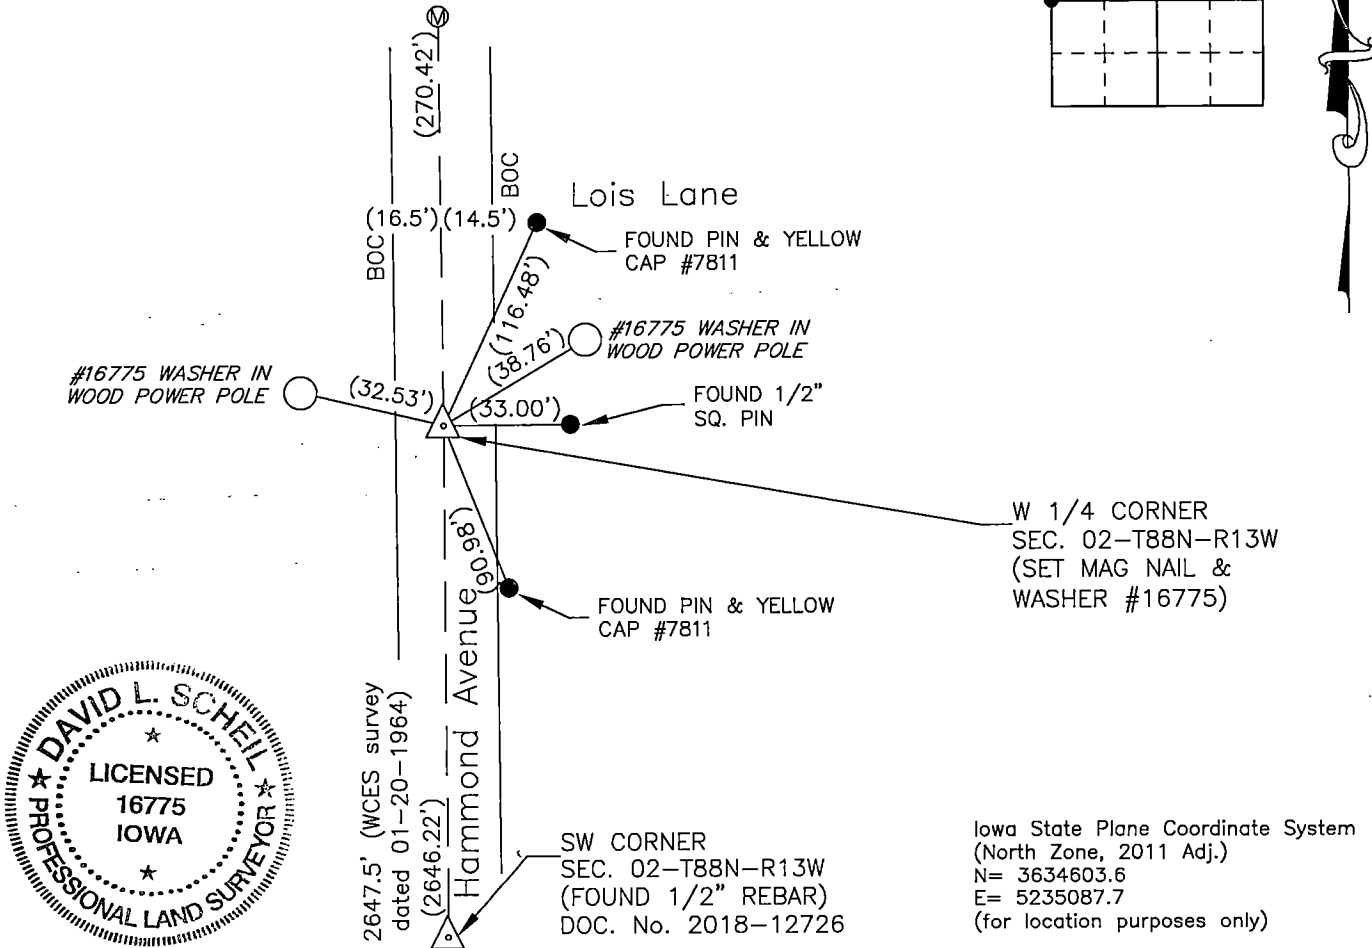 M
(270.42')
BOC
Lois Lane
(16.5')
(14.5')
BOC
FOUND PIN & YELLOW
CAP #7811
(116.48')
#16775 WASHER IN
WOOD POWER POLE
(38.76')
#16775 WASHER IN
WOOD POWER POLE
(32.53')
(33.00')
FOUND 1/2"
SQ. PIN
W 1/4 CORNER
SEC. 02-T88N-R13W
(SET MAG NAIL &
WASHER #16775)
(90.98')
FOUND PIN & YELLOW
CAP #7811
Hammond Avenue
2647.5' (WCES survey
dated 01-20-1964)
(2646.22')
DAVID L. SCHEIL
LICENSED
16775
IOWA
PROFESSIONAL LAND SURVEYOR
SW CORNER
SEC. 02-T88N-R13W
(FOUND 1/2" REBAR)
DOC. No. 2018-12726
Iowa State Plane Coordinate System
(North Zone, 2011 Adj.)
N= 3634603.6
E= 5235087.7
(for location purposes only)